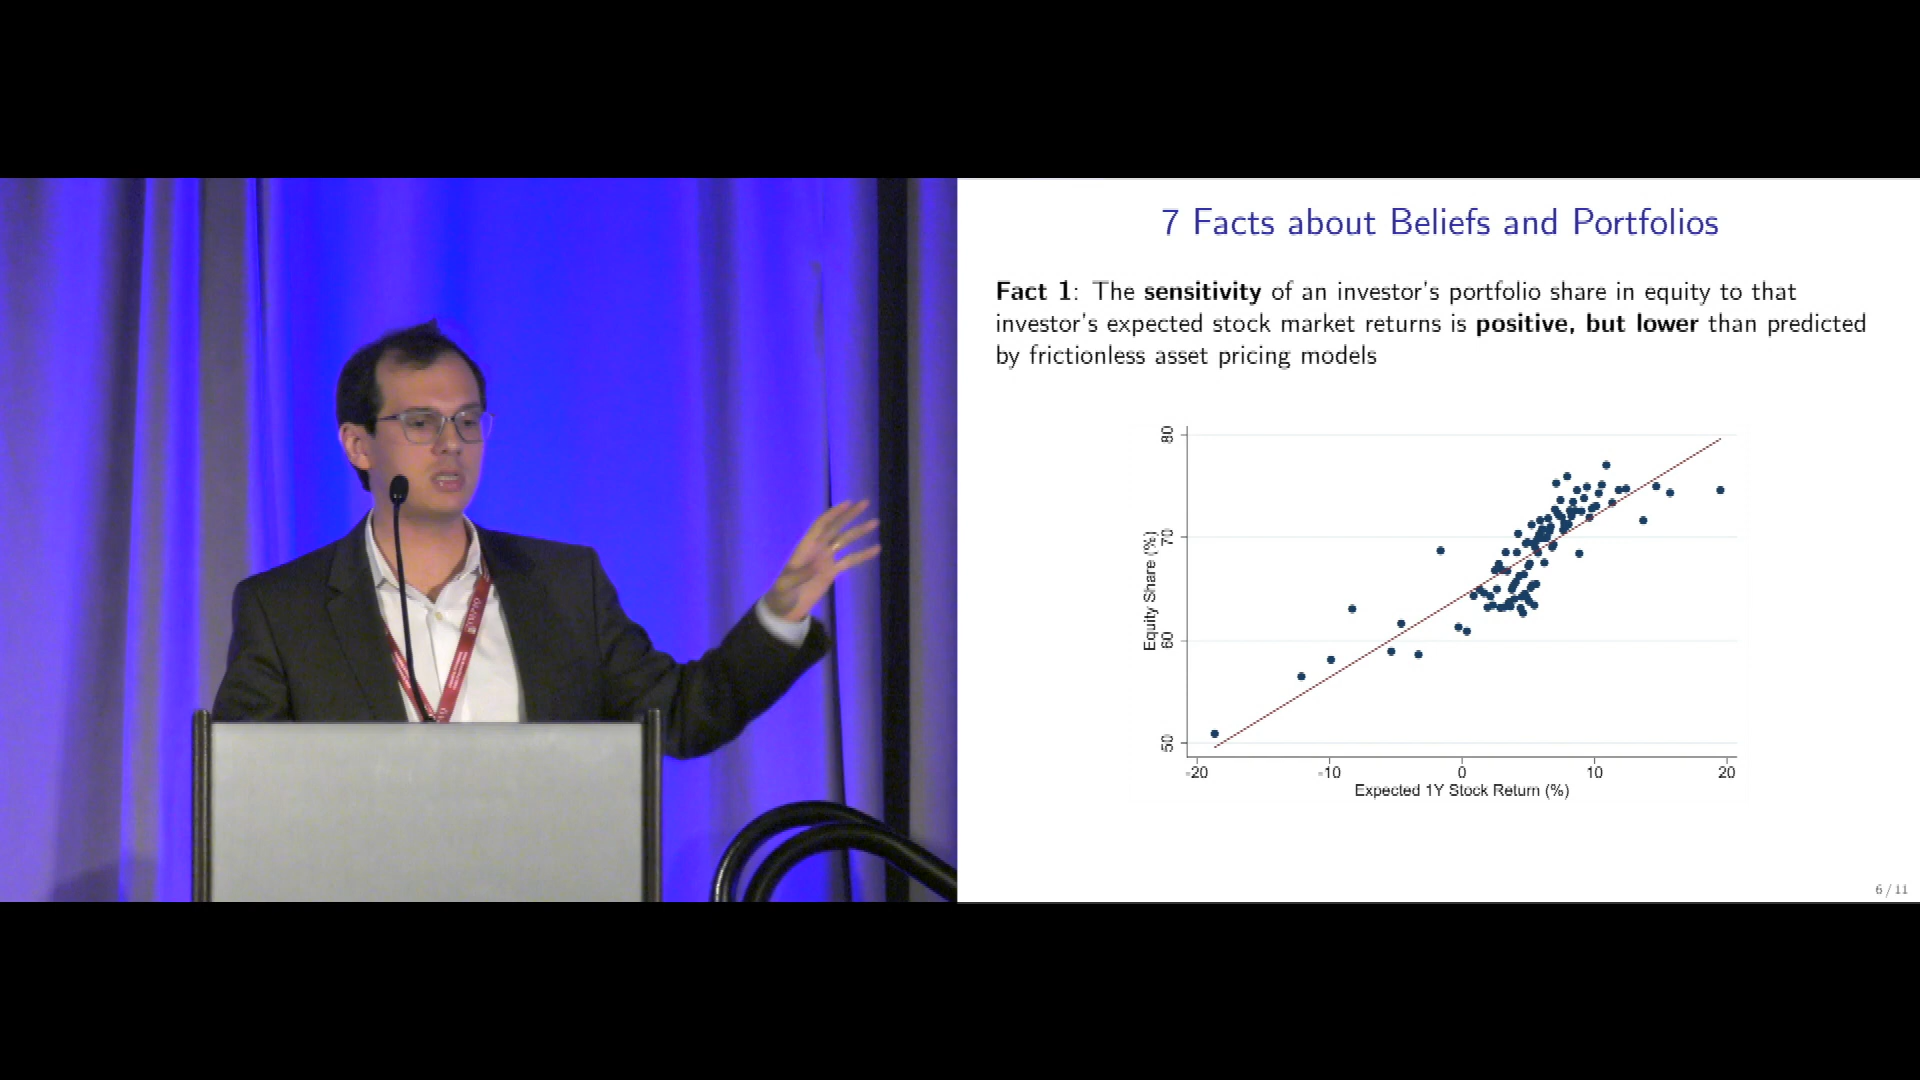 7 Facts about Beliefs and Portfolios
Fact 1: The sensitivity of an investor's portfolio share in equity to that
investor's expected stock market returns is positive, but lower than predicted
by frictionless asset pricing models
80
70
60
50
Equity Share (%)
-20 -10 0 10 20
Expected 1Y Stock Return (%)
6 / 11